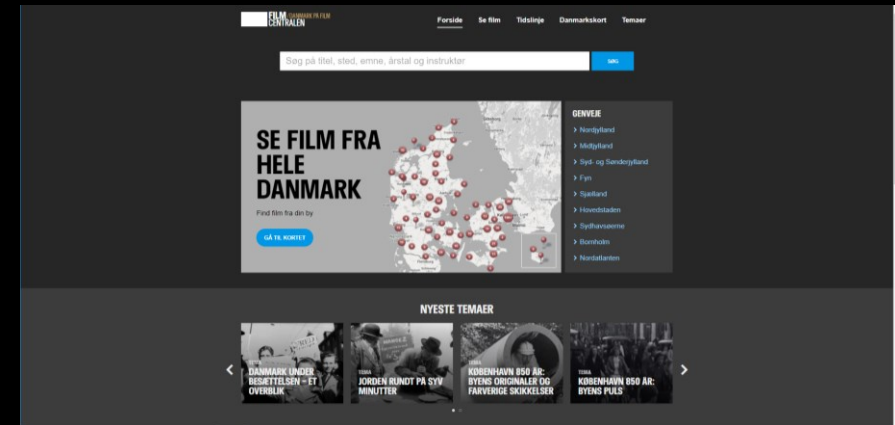 FILM DANMARK PÅ FILM
CENTRALEN
Forside Se film Tidslinje Danmarkskort Temaer
Søg på titel, sted, emne, årstal og instruktør
SØG
SE FILM FRA
HELE
DANMARK
Find film fra din by
GÅ TIL KORTET
GENVEJE
Nordjylland
Midtjylland
Syd- og Sønderjylland
Fyn
Sjælland
Hovedstaden
Sydhavsøerne
Bornholm
Nordatlanten
NYESTE TEMAER
TEMA
DANMARK UNDER
BESÆTTELSEN – ET
OVERBLIK
TEMA
JORDEN RUNDT PÅ SYV
MINUTTER
TEMA
KØBENHAVN 850 ÅR:
BYENS ORIGINALER OG
FARVERIGE SKIKKELSER
TEMA
KØBENHAVN 850 ÅR:
BYENS PULS